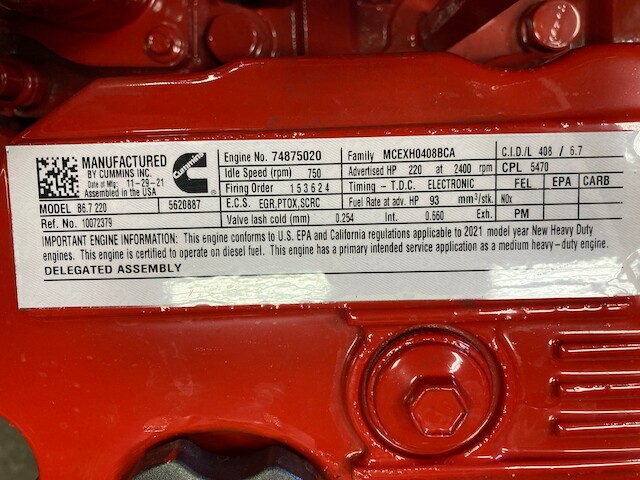 MANUFACTURED
BY CUMMINS INC.
Date of Mfg: 11-29-21
Assembled in the USA
Cummins
MODEL B6.7 220 5620887
Ref. No. 10072379
Engine No. 74875020
Idle Speed (rpm) 750
Firing Order 153624
E.C.S. EGR,PTOX,SCRC
Family MCEXH0408BCA
Advertised HP 220 at 2400 rpm
Timing - T.D.C. ELECTRONIC
Fuel Rate at adv. HP 93 mm³/stk.
Valve lash cold (mm) 0.254 Int. 0.660 Exh.
C.I.D./L 408 / 6.7
CPL 5470
FEL EPA CARB
NOx
PM
IMPORTANT ENGINE INFORMATION: This engine conforms to U.S. EPA and California regulations applicable to 2021 model year New Heavy Duty
engines. This engine is certified to operate on diesel fuel. This engine has a primary intended service application as a medium heavy-duty engine.
DELEGATED ASSEMBLY